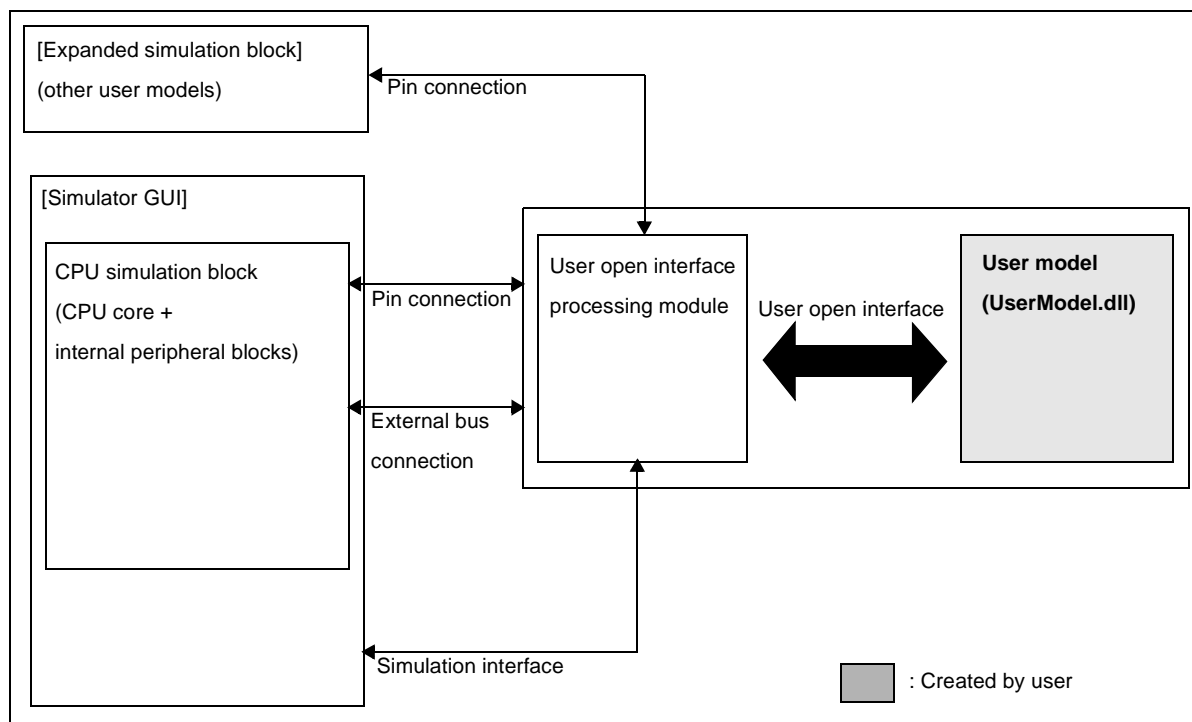 [Expanded simulation block]
(other user models)
Pin connection
[Simulator GUI]
CPU simulation block
(CPU core +
internal peripheral blocks)
Pin connection
External bus
connection
User open interface
processing module
User open interface
User model
(UserModel.dll)
Simulation interface
: Created by user